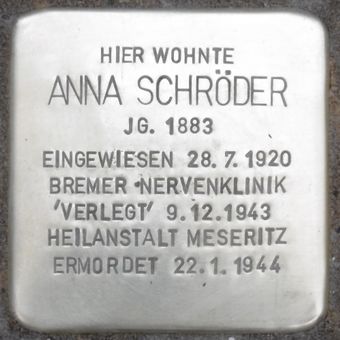 HIER WOHNTE
ANNA SCHRÖDER
JG. 1883
EINGEWIESEN 28.7.1920
BREMER NERVENKLINIK
'VERLEGT' 9.12.1943
HEILANSTALT MESERITZ
ERMORDET 22.1.1944